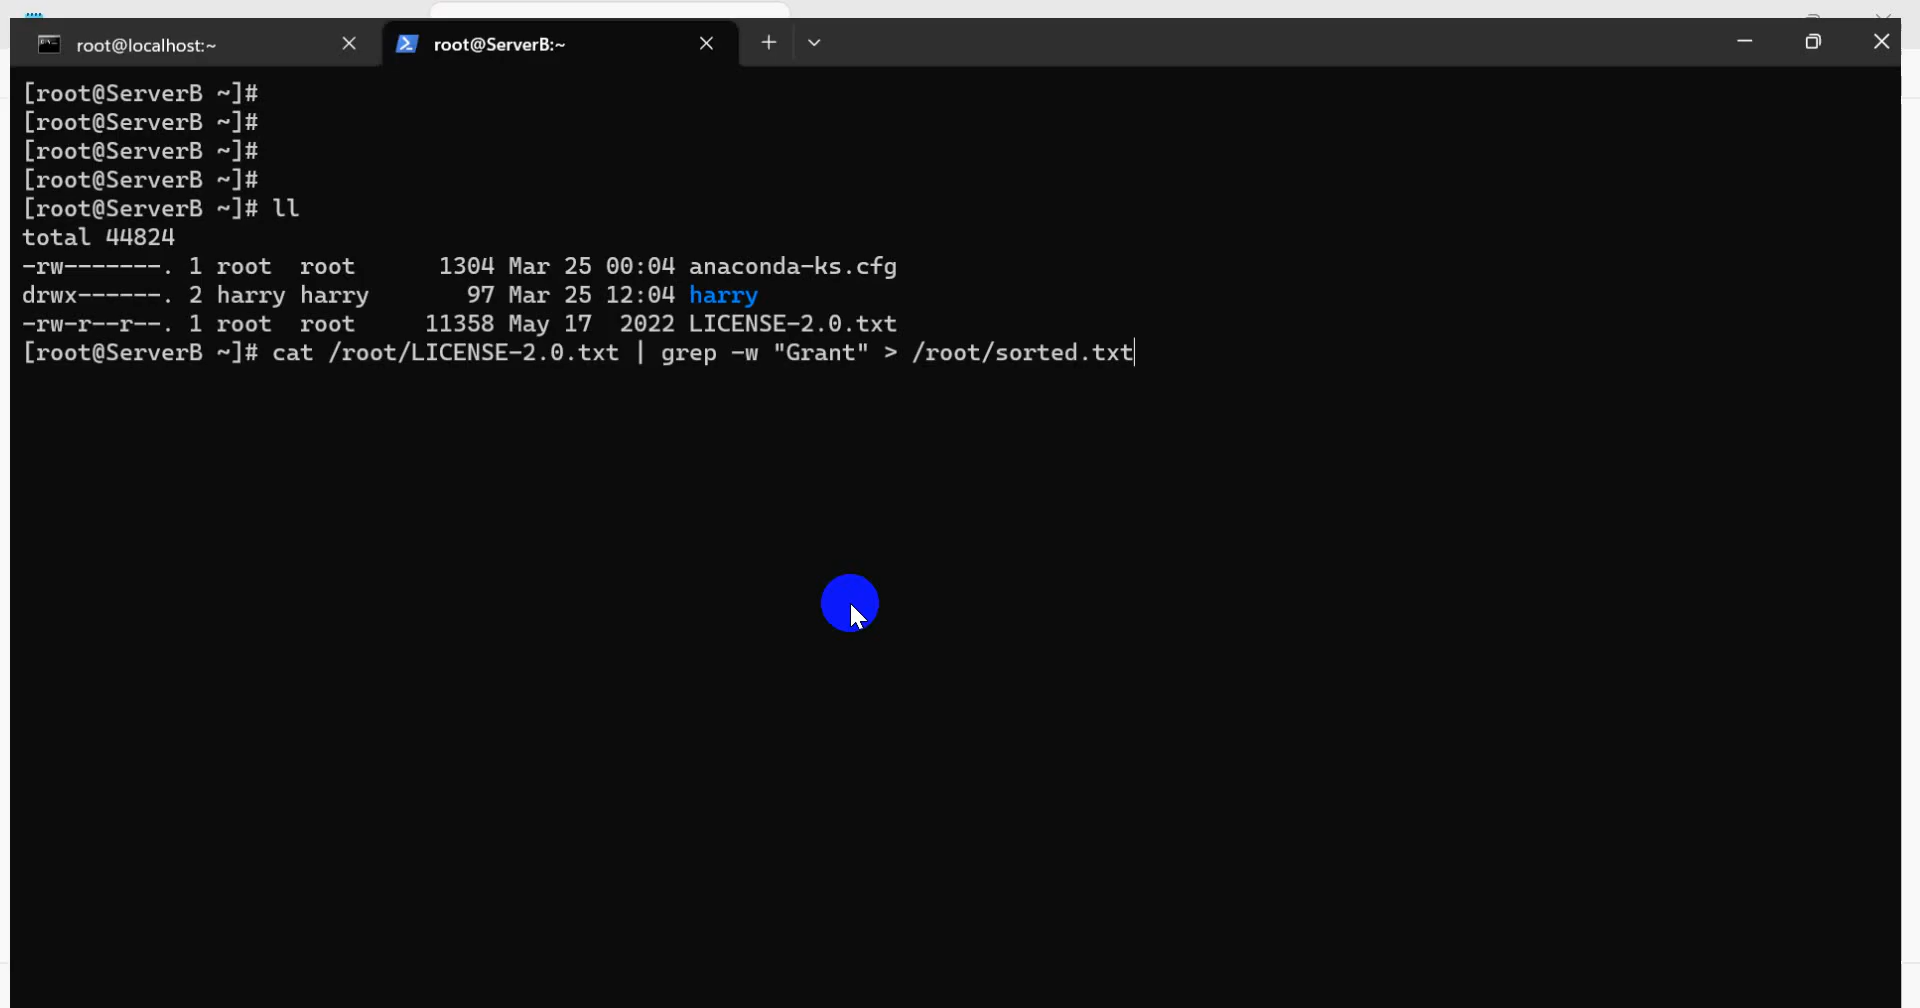 root@localhost:~
root@ServerB:~
[root@ServerB ~]#
[root@ServerB ~]#
[root@ServerB ~]#
[root@ServerB ~]#
[root@ServerB ~]# ll
total 44824
-rw-------. 1 root  root      1304 Mar 25 00:04 anaconda-ks.cfg
drwx------. 2 harry harry       97 Mar 25 12:04 harry
-rw-r--r--. 1 root  root     11358 May 17  2022 LICENSE-2.0.txt
[root@ServerB ~]# cat /root/LICENSE-2.0.txt | grep -w "Grant" > /root/sorted.txt